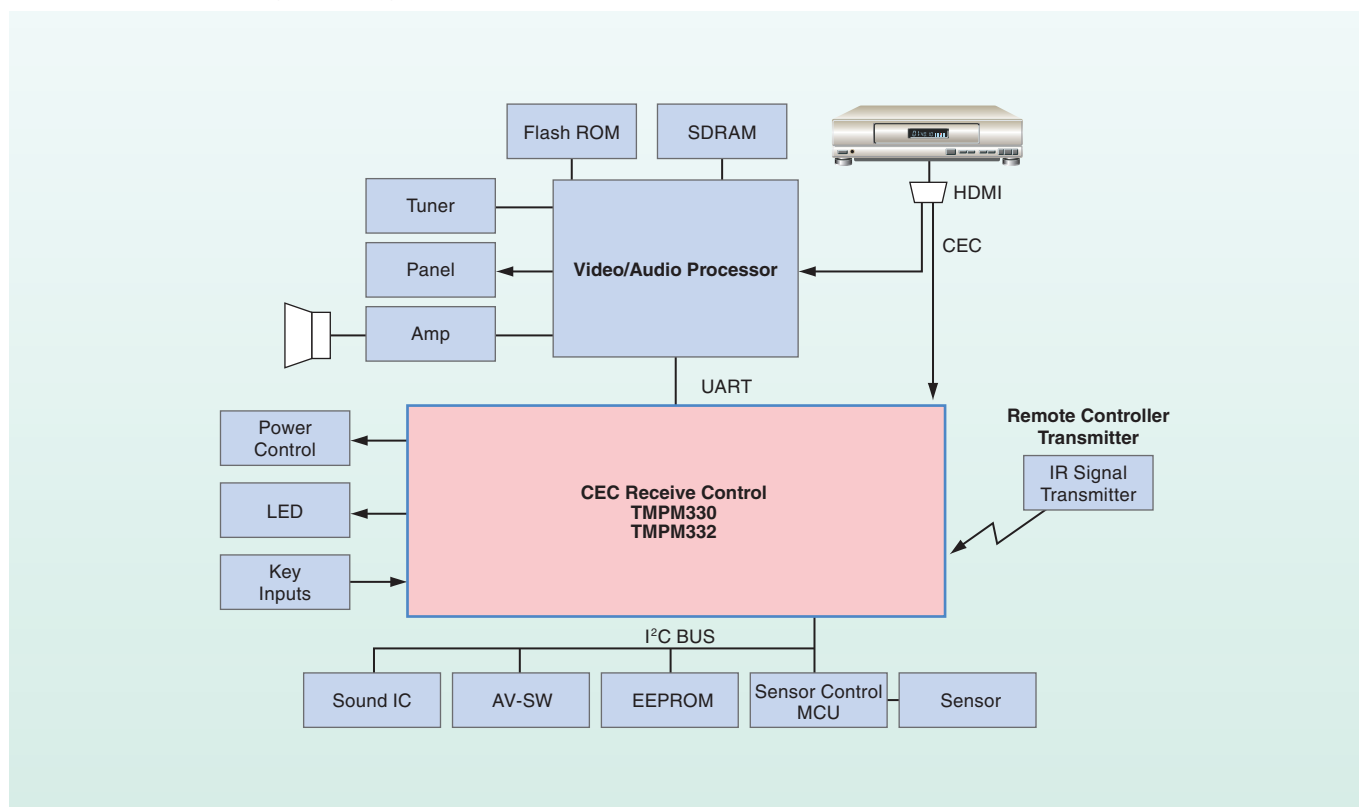 Flash ROM
SDRAM
Tuner
HDMI
CEC
Panel
Video/Audio Processor
Amp
UART
Power
Control
Remote Controller
Transmitter
IR Signal
Transmitter
LED
CEC Receive Control
TMPM330
TMPM332
Key
Inputs
I²C BUS
Sound IC
AV-SW
EEPROM
Sensor Control
MCU
Sensor